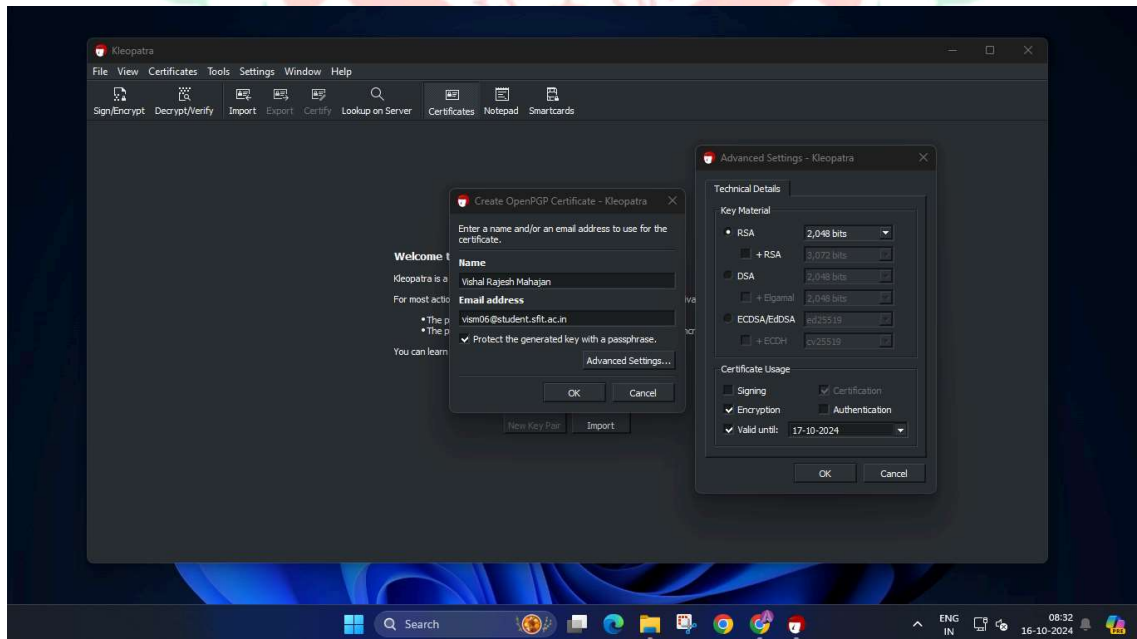 Kleopatra
File View Certificates Tools Settings Window Help
Sign/Encrypt Decrypt/Verify Import Export Certify Lookup on Server Certificates Notepad Smartcards
Advanced Settings - Kleopatra
Technical Details
Key Material
RSA 2,048 bits
+ RSA 3,072 bits
DSA 2,048 bits
+ Elgamal 2,048 bits
ECDSA/EdDSA ed25519
+ ECDH cv25519
Certificate Usage
Signing Certification
Encryption Authentication
Valid until: 17-10-2024
OK Cancel
Create OpenPGP Certificate - Kleopatra
Enter a name and/or an email address to use for the
certificate.
Name
Vishal Rajesh Mahajan
Email address
vism06@student.sfit.ac.in
Protect the generated key with a passphrase.
Advanced Settings...
OK Cancel
Welcome t
Kleopatra is a
For most actio
• The p
• The p
You can learn
New Key Pair Import
Search
ENG
IN
08:32
16-10-2024